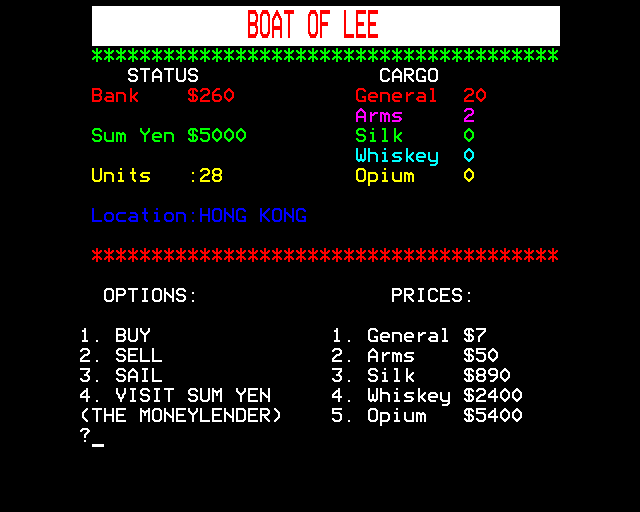 BOAT OF LEE
***************************************
STATUS CARGO
Bank $260 General 20
Arms 2
Sum Yen $5000 Silk 0
Whiskey 0
Units :28 Opium 0
Location:HONG KONG
***************************************
OPTIONS: PRICES:
1. BUY 1. General $7
2. SELL 2. Arms $50
3. SAIL 3. Silk $890
4. VISIT SUM YEN 4. Whiskey $2400
(THE MONEYLENDER) 5. Opium $5400
?_